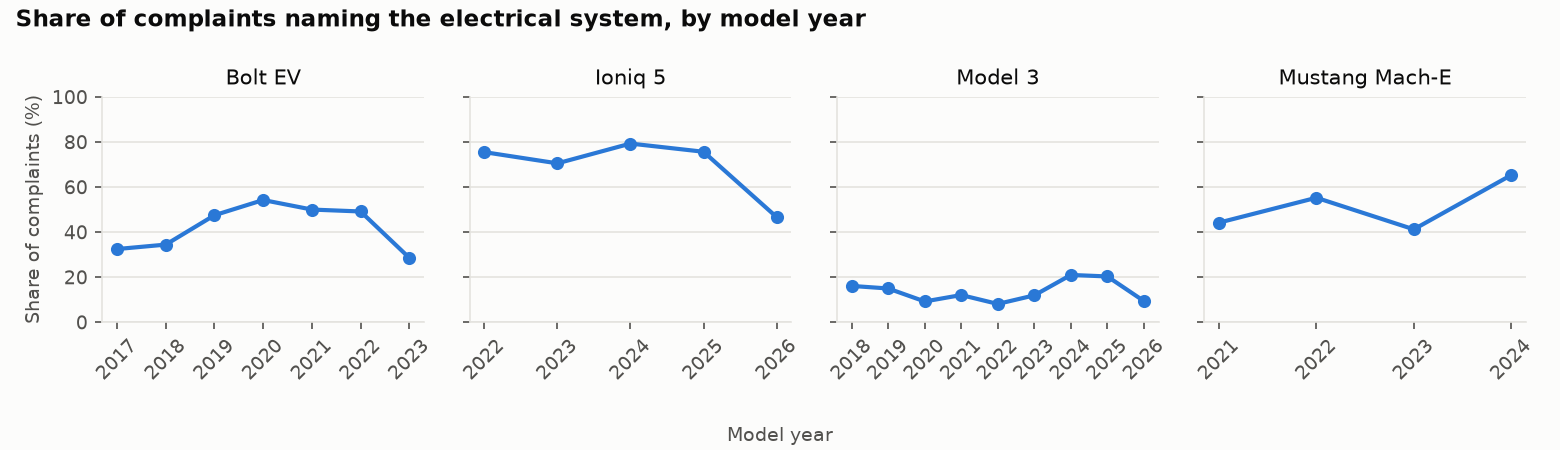 Share of complaints naming the electrical system, by model year
Bolt EV
Ioniq 5
Model 3
Mustang Mach-E
Share of complaints (%)
100
80
60
40
20
0
2017 2018 2019 2020 2021 2022 2023
2022 2023 2024 2025 2026
2018 2019 2020 2021 2022 2023 2024 2025 2026
2021 2022 2023 2024
Model year